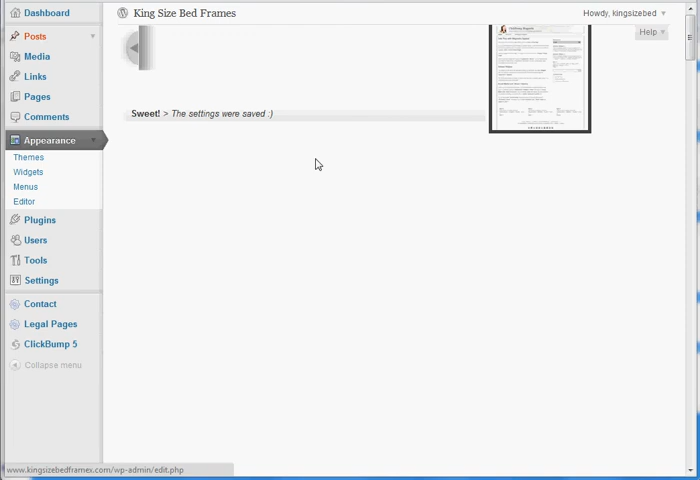 Dashboard
King Size Bed Frames
Howdy, kingsizebed
Help
Posts
Media
Links
Pages
Comments
Appearance
Themes
Widgets
Menus
Editor
Plugins
Users
Tools
Settings
Contact
Legal Pages
ClickBump 5
Collapse menu
Sweet! > The settings were saved :)
www.kingsizebedframex.com/wp-admin/edit.php